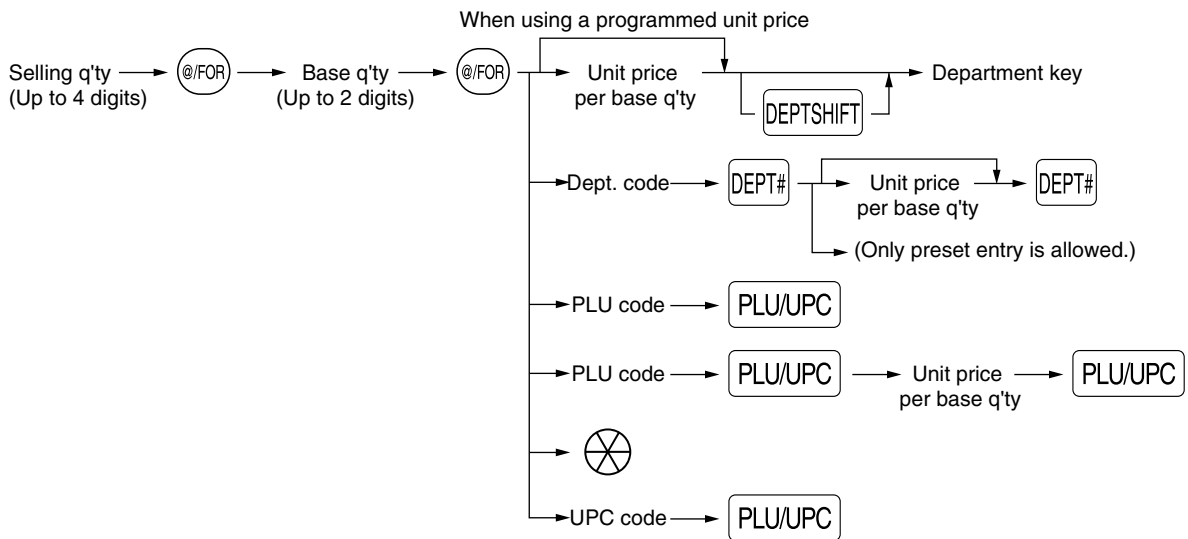 When using a programmed unit price
Selling q'ty
(Up to 4 digits)
@/FOR
Base q'ty
(Up to 2 digits)
@/FOR
Unit price
per base q'ty
DEPTSHIFT
Department key
Dept. code
DEPT#
Unit price
per base q'ty
DEPT#
(Only preset entry is allowed.)
PLU code
PLU/UPC
PLU code
PLU/UPC
Unit price
per base q'ty
PLU/UPC
UPC code
PLU/UPC